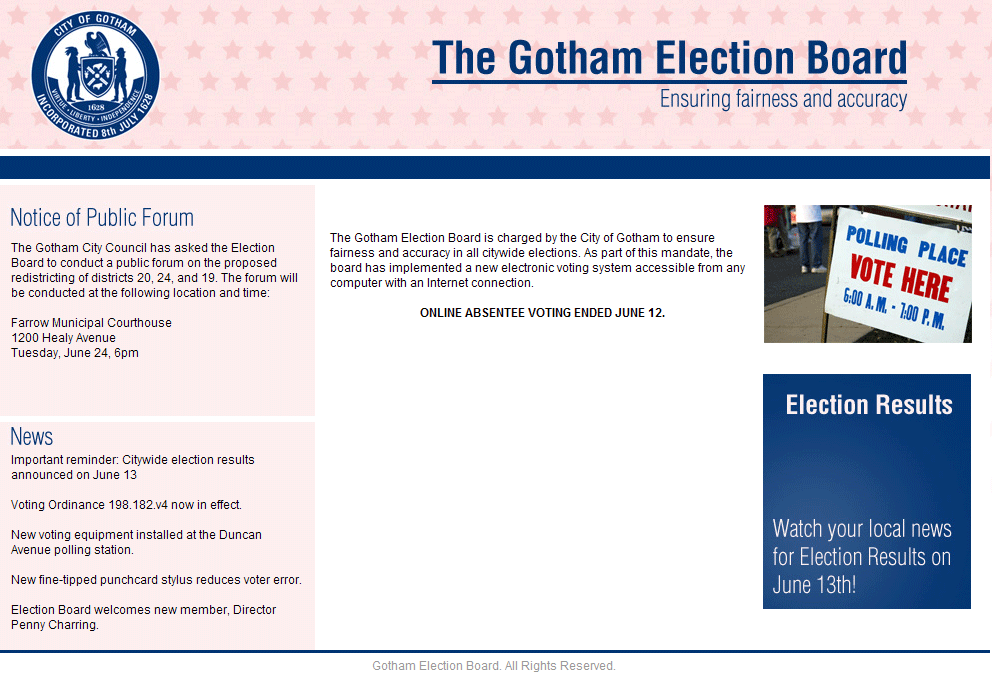 CITY OF GOTHAM
1628
VIRTUE · LIBERTY · INDEPENDENCE
INCORPORATED 8th JULY 1628
The Gotham Election Board
Ensuring fairness and accuracy
Notice of Public Forum
The Gotham City Council has asked the Election
Board to conduct a public forum on the proposed
redistricting of districts 20, 24, and 19. The forum will
be conducted at the following location and time:
Farrow Municipal Courthouse
1200 Healy Avenue
Tuesday, June 24, 6pm
News
Important reminder: Citywide election results
announced on June 13
Voting Ordinance 198.182.v4 now in effect.
New voting equipment installed at the Duncan
Avenue polling station.
New fine-tipped punchcard stylus reduces voter error.
Election Board welcomes new member, Director
Penny Charring.
The Gotham Election Board is charged by the City of Gotham to ensure
fairness and accuracy in all citywide elections. As part of this mandate, the
board has implemented a new electronic voting system accessible from any
computer with an Internet connection.
ONLINE ABSENTEE VOTING ENDED JUNE 12.
POLLING PLACE
VOTE HERE
6:00 A.M. - 7:00 P.M.
Election Results
Watch your local news
for Election Results on
June 13th!
Gotham Election Board. All Rights Reserved.